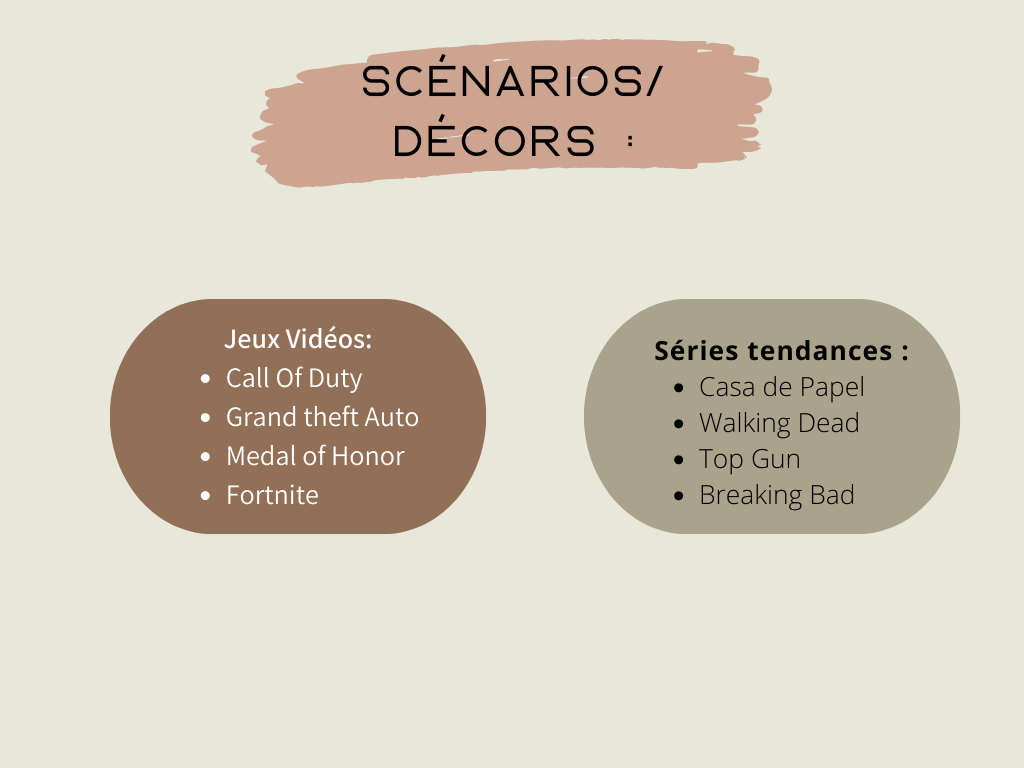 SCÉNARIOS/
DÉCORS :
Jeux Vidéos:
• Call Of Duty
• Grand theft Auto
• Medal of Honor
• Fortnite
Séries tendances :
• Casa de Papel
• Walking Dead
• Top Gun
• Breaking Bad